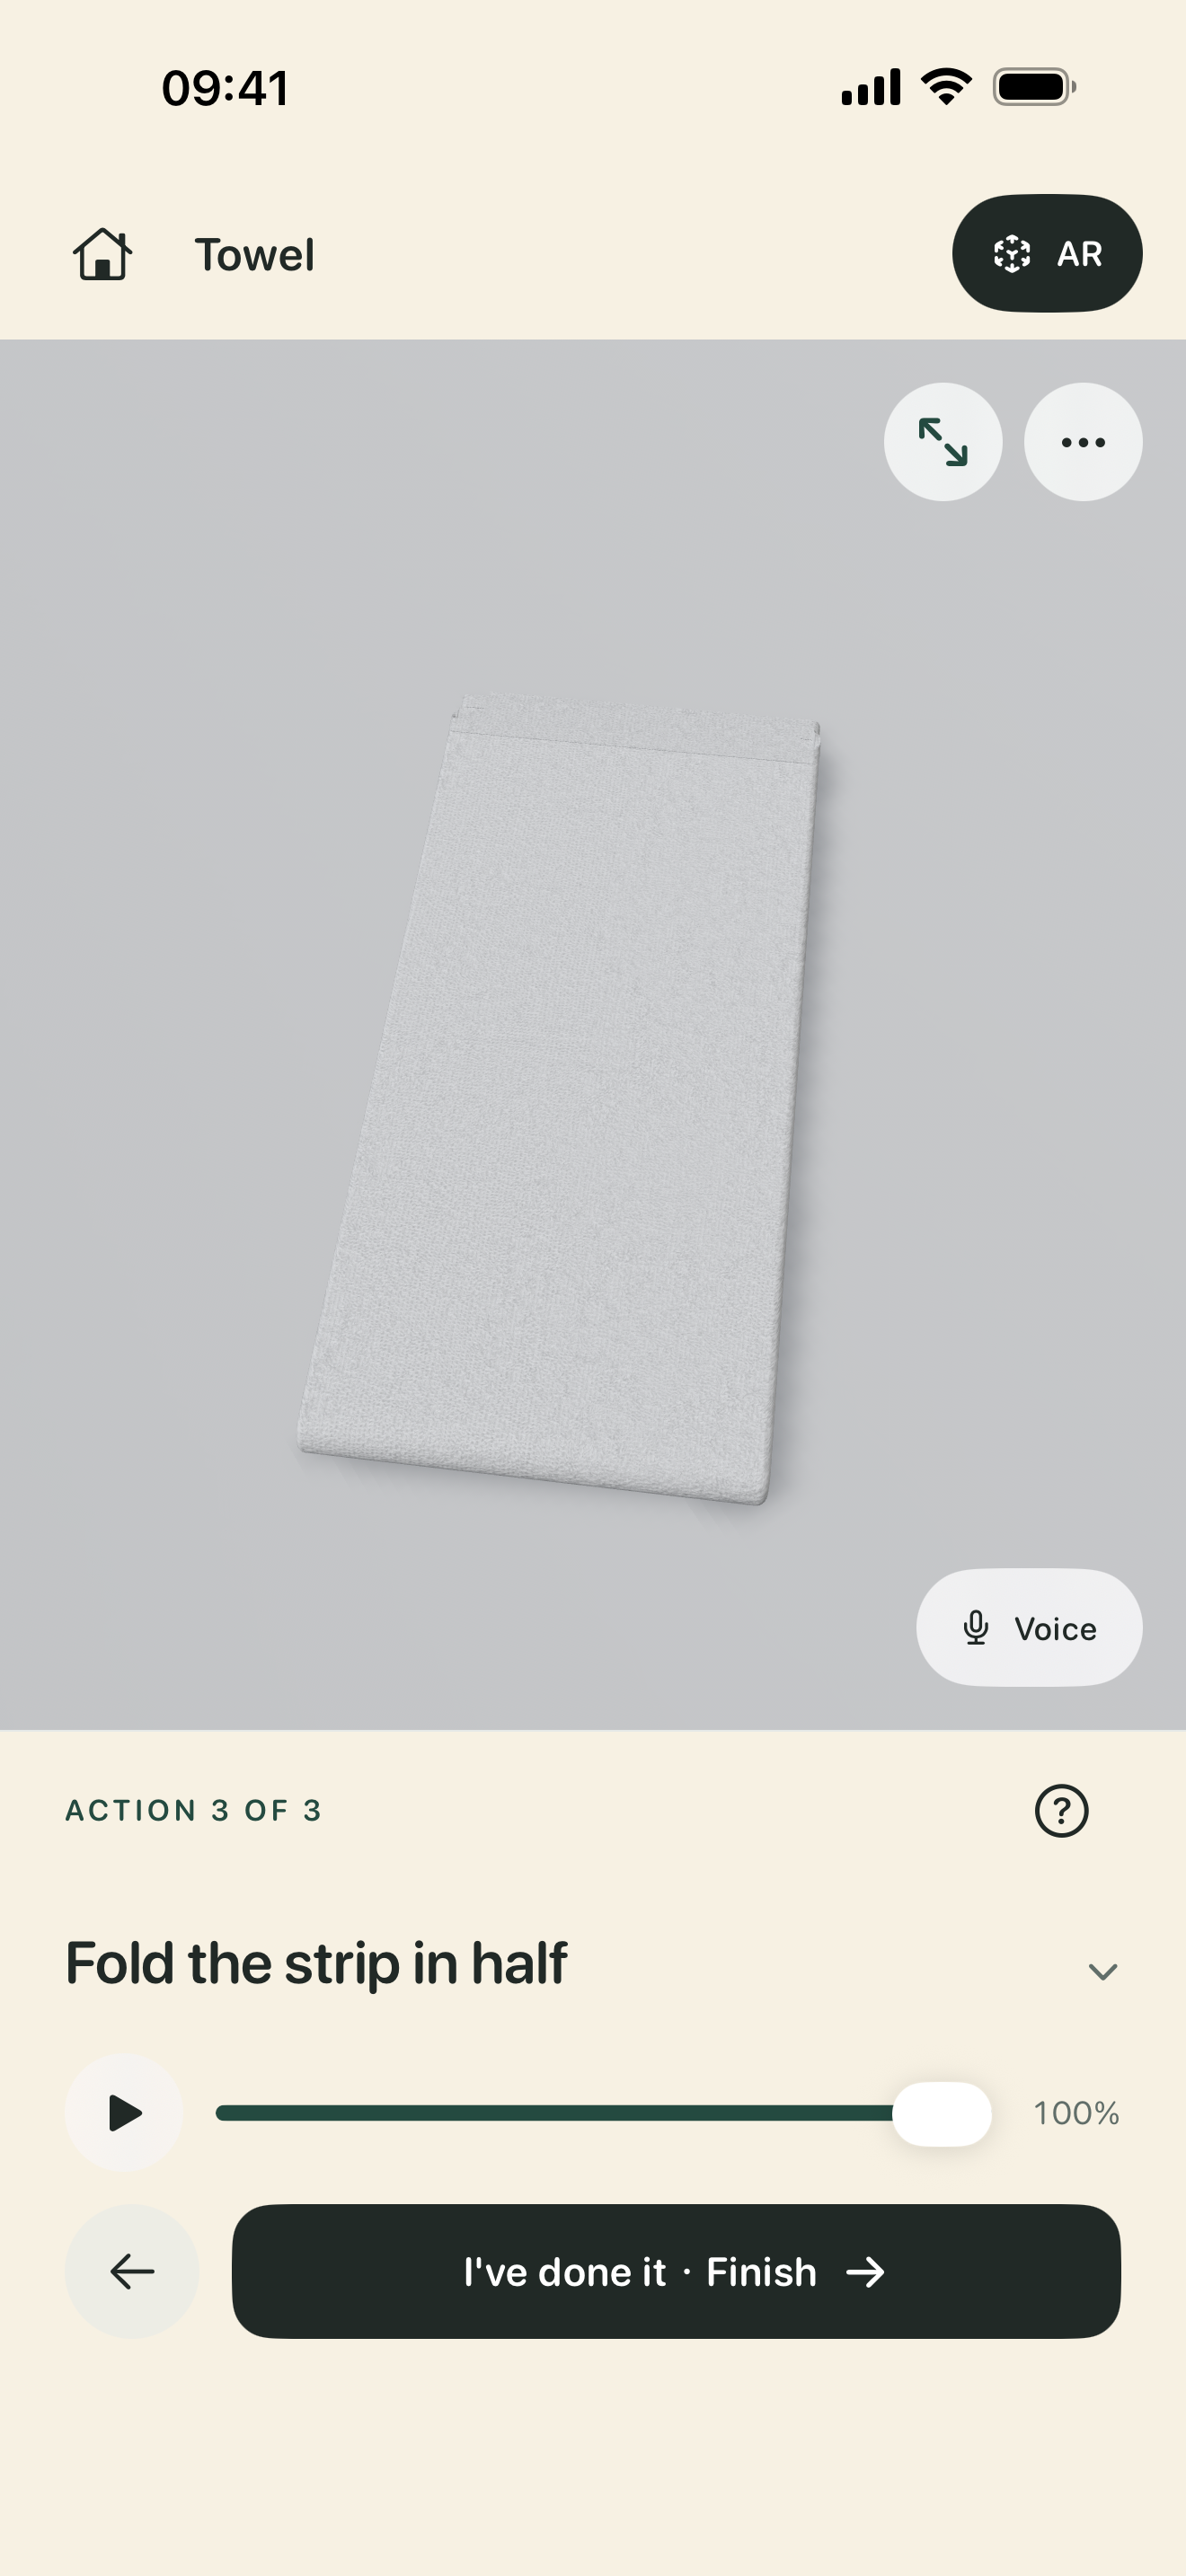 09:41
Towel
AR
Voice
ACTION 3 OF 3
?
Fold the strip in half
100%
I've done it · Finish →